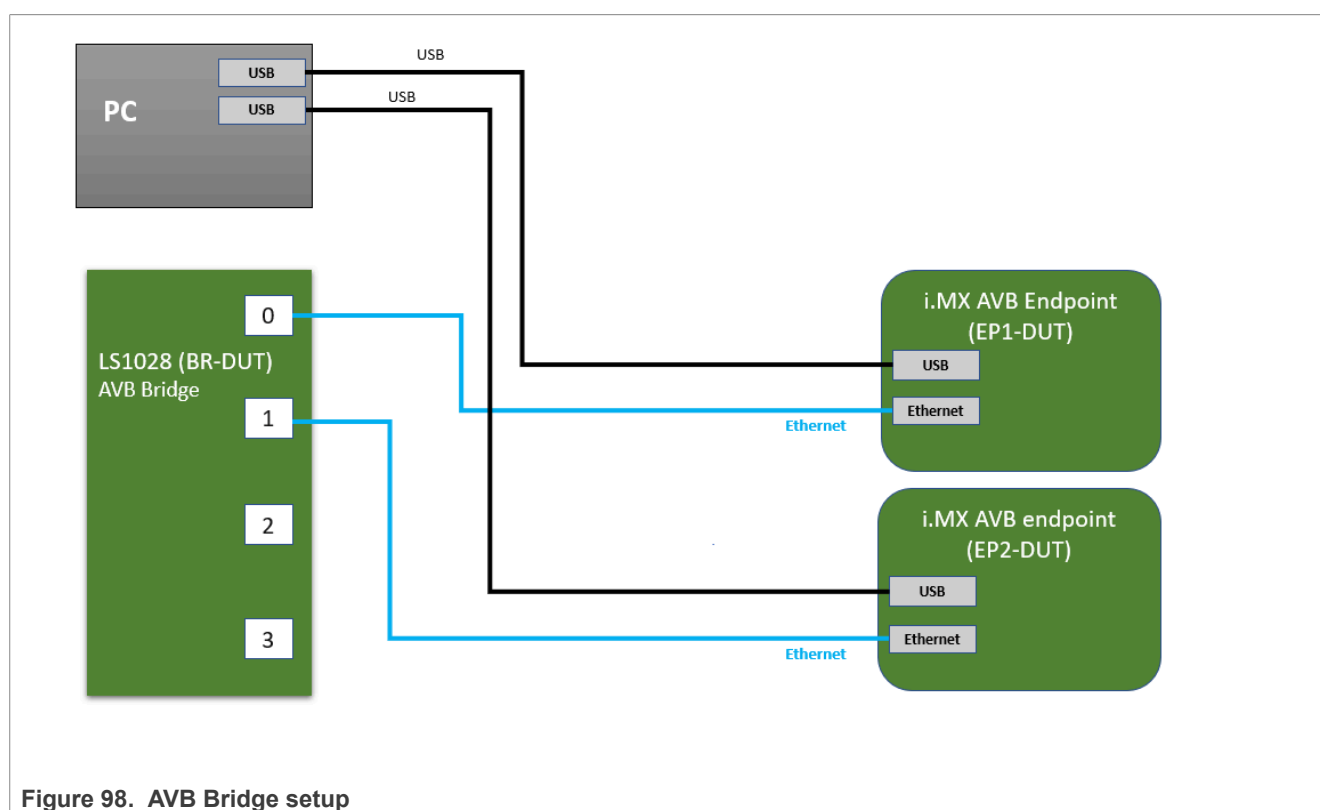 USB
USB
USB
USB
PC
0
LS1028 (BR-DUT)
AVB Bridge
1
2
3
i.MX AVB Endpoint
(EP1-DUT)
USB
Ethernet
Ethernet
i.MX AVB endpoint
(EP2-DUT)
USB
Ethernet
Ethernet
Figure 98. AVB Bridge setup